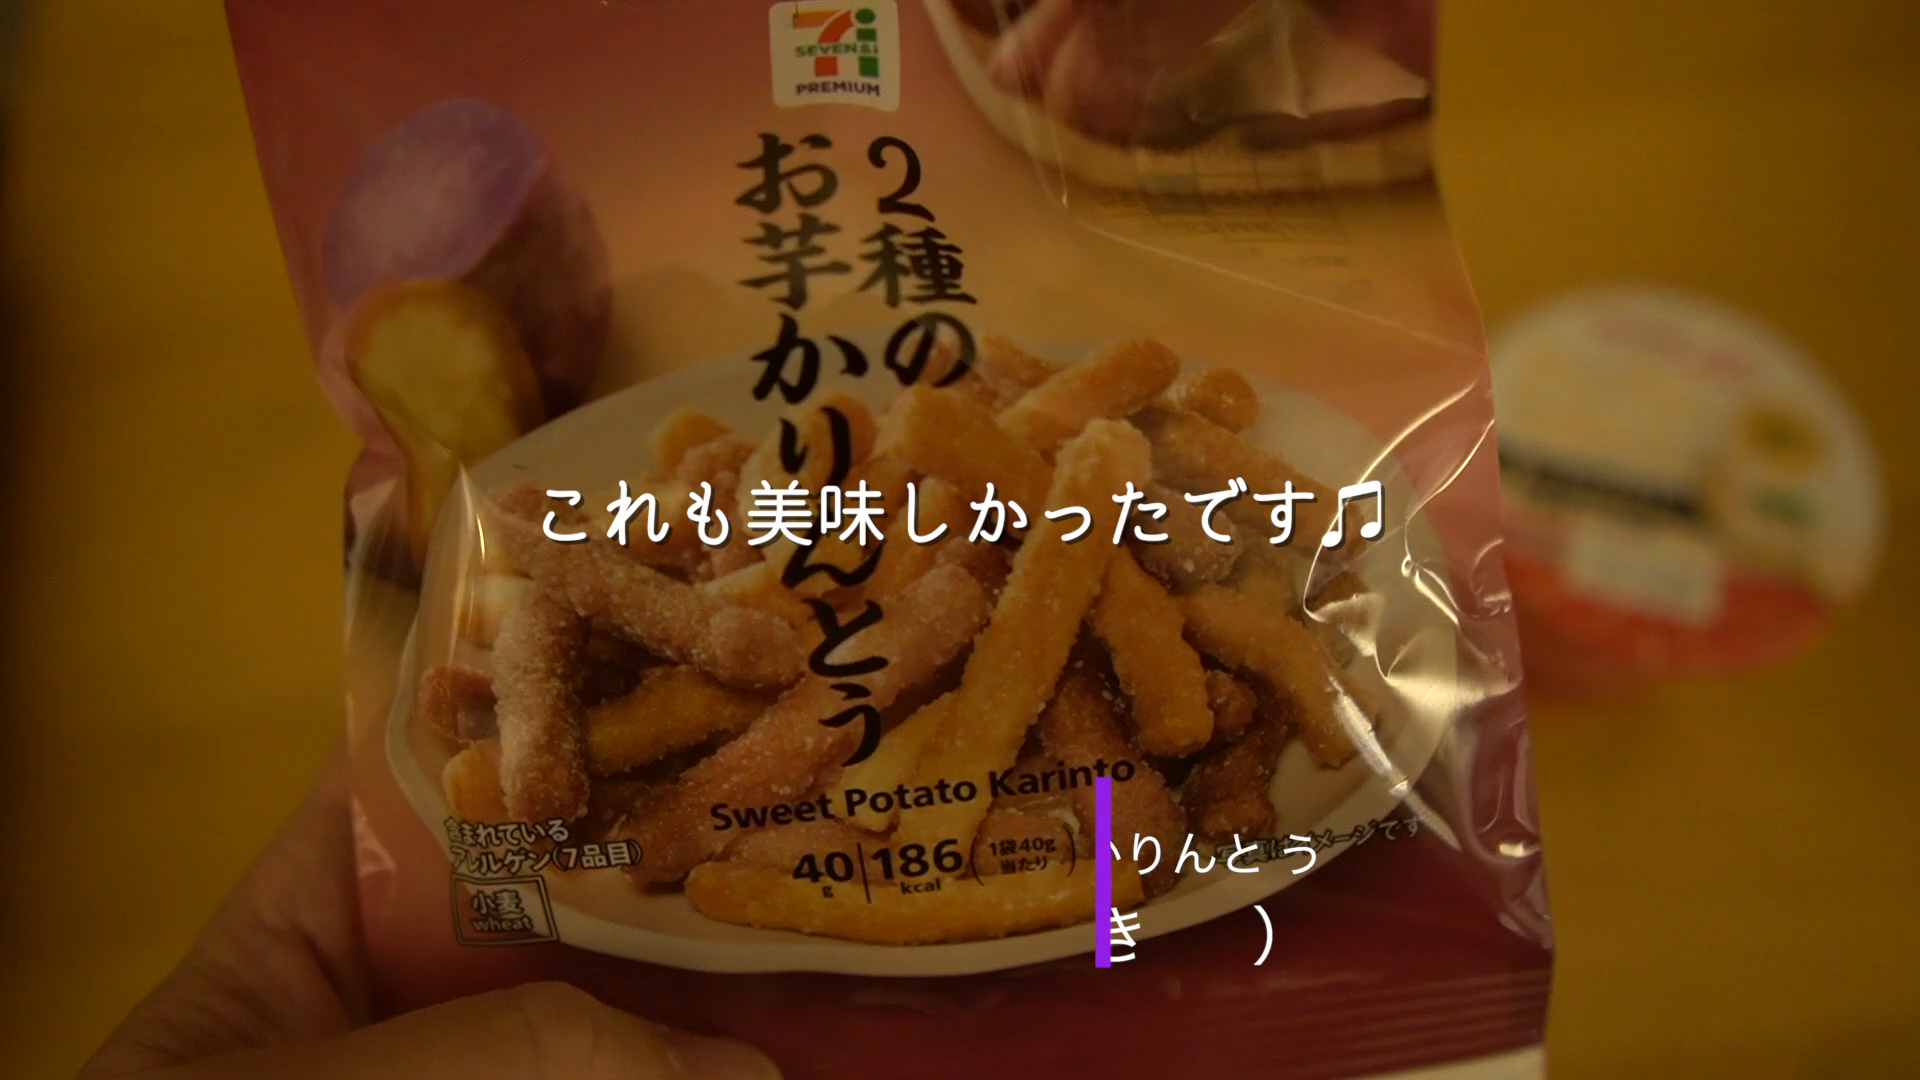 SEVEN&i
PREMIUM
2種の
お芋かりんとう
これも美味しかったです♫
Sweet Potato Karinto
40g 186kcal (1袋40g当たり)
含まれている
アレルゲン(7品目)
小麦
wheat
りんとう
き )